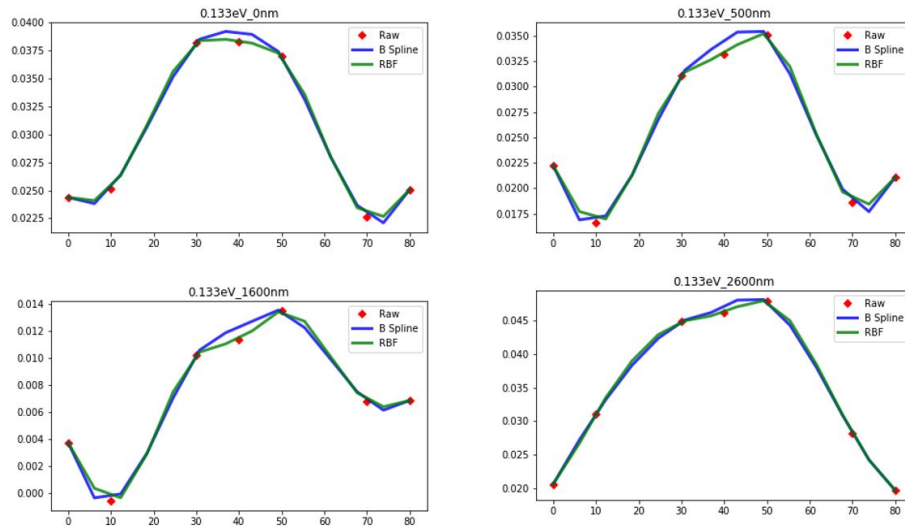 0.133eV_0nm
0.0400
0.0375
0.0350
0.0325
0.0300
0.0275
0.0250
0.0225
0 10 20 30 40 50 60 70 80
Raw
B Spline
RBF
0.133eV_500nm
0.0350
0.0325
0.0300
0.0275
0.0250
0.0225
0.0200
0.0175
0 10 20 30 40 50 60 70 80
Raw
B Spline
RBF
0.133eV_1600nm
0.014
0.012
0.010
0.008
0.006
0.004
0.002
0.000
0 10 20 30 40 50 60 70 80
Raw
B Spline
RBF
0.133eV_2600nm
0.045
0.040
0.035
0.030
0.025
0.020
0 10 20 30 40 50 60 70 80
Raw
B Spline
RBF